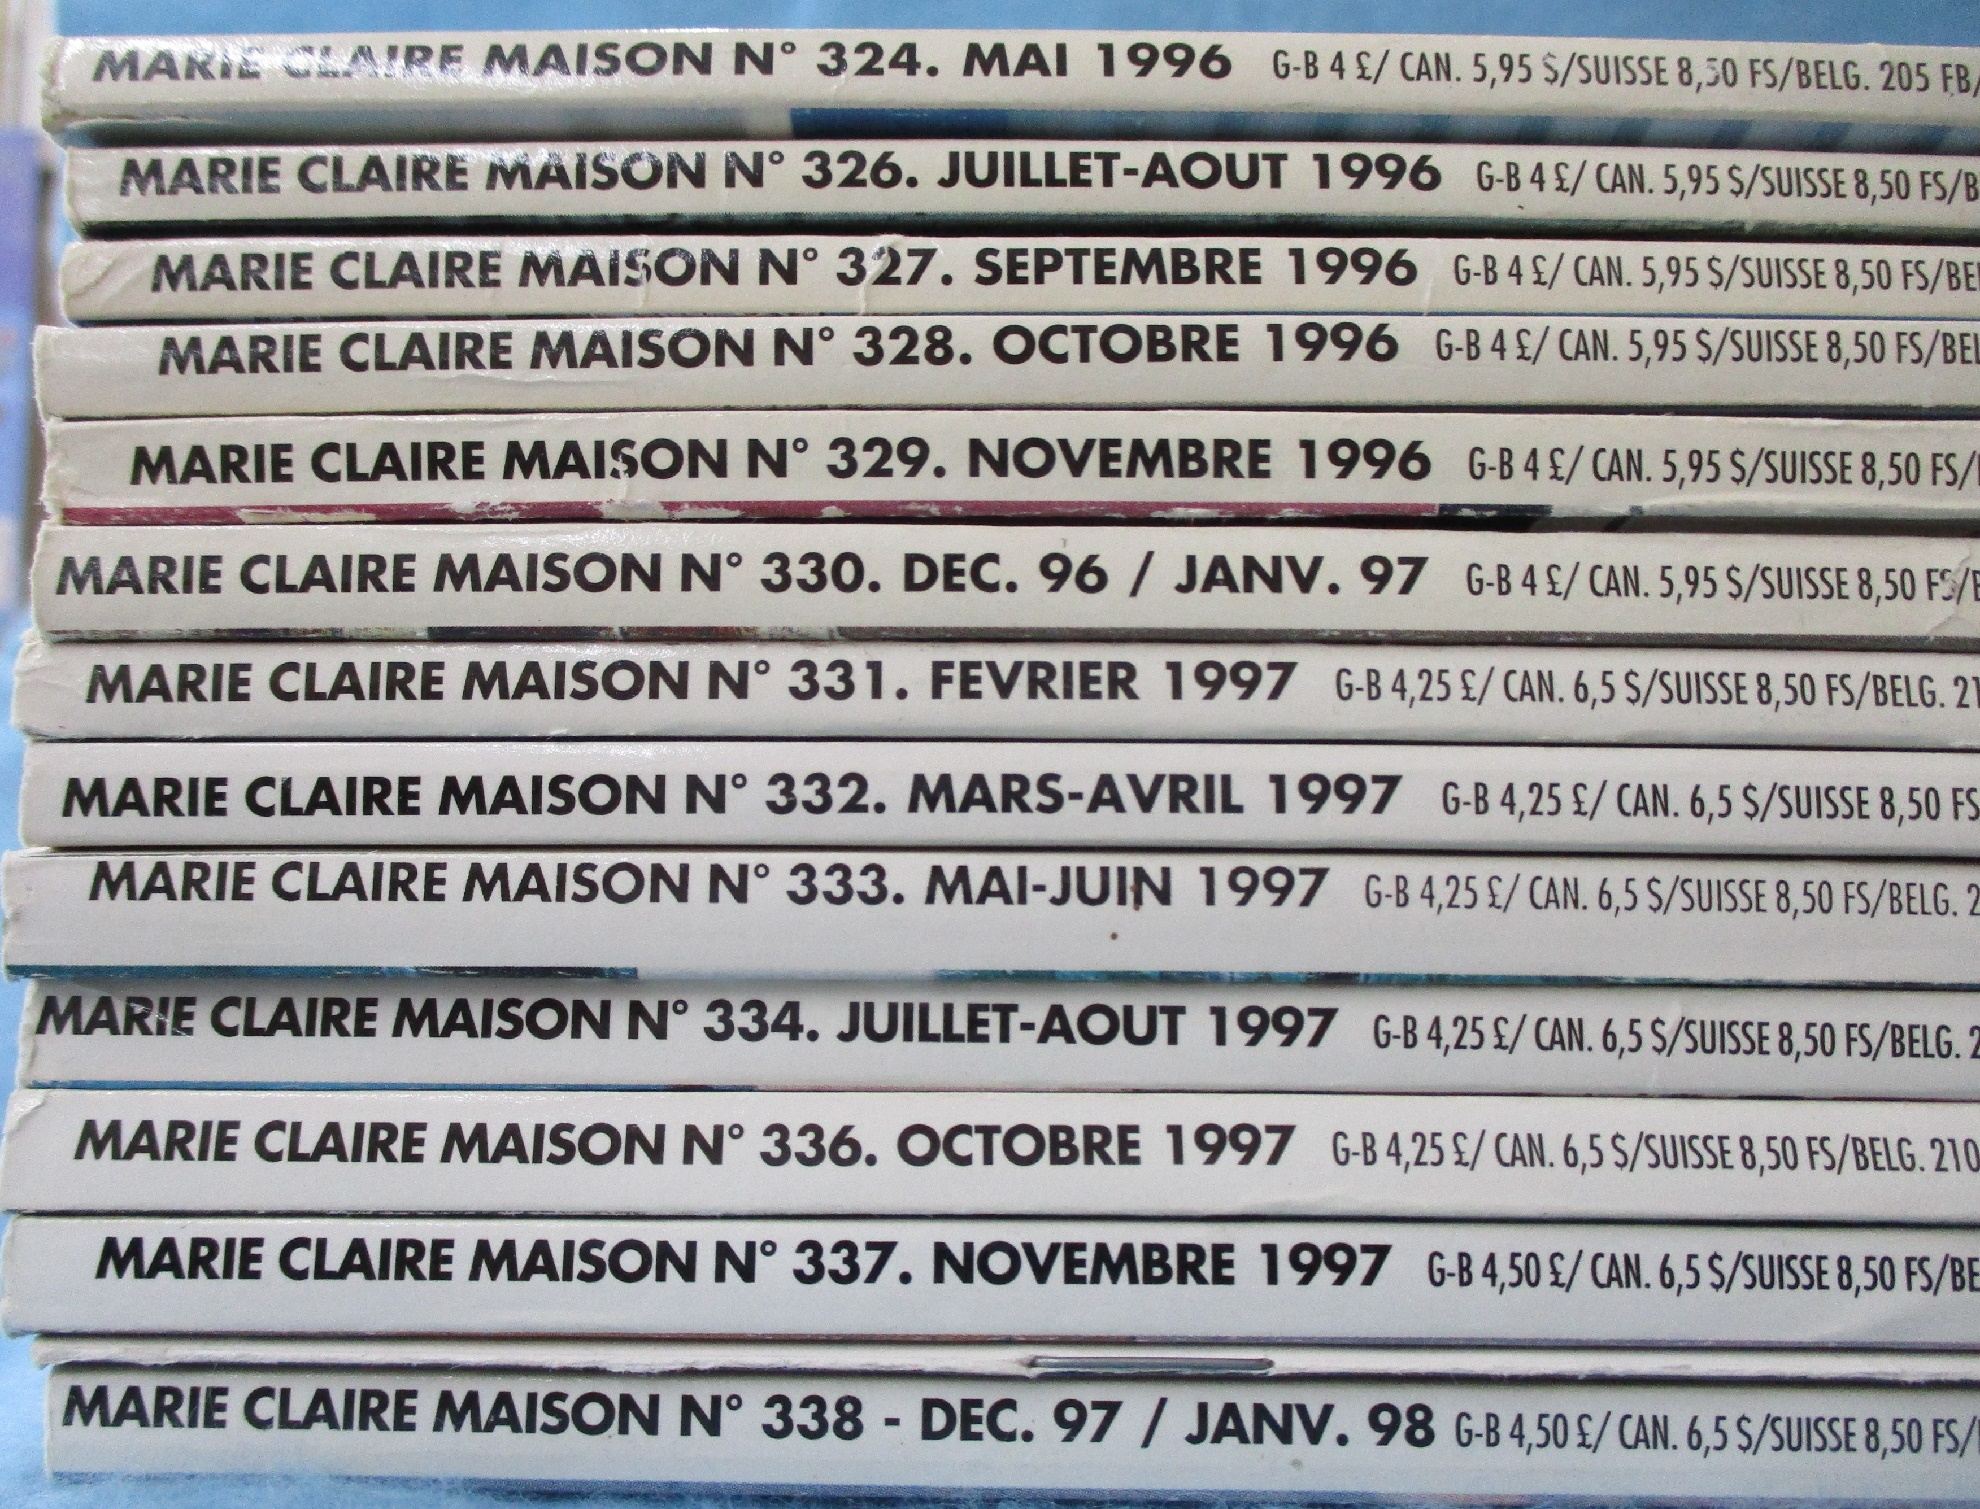 MARIE CLAIRE MAISON N° 324. MAI 1996 G-B 4 £/ CAN. 5,95 $/SUISSE 8,50 FS/BELG. 205 FB/
MARIE CLAIRE MAISON N° 326. JUILLET-AOUT 1996 G-B 4 £/ CAN. 5,95 $/SUISSE 8,50 FS/B
MARIE CLAIRE MAISON N° 327. SEPTEMBRE 1996 G-B 4 £/ CAN. 5,95 $/SUISSE 8,50 FS/BE
MARIE CLAIRE MAISON N° 328. OCTOBRE 1996 G-B 4 £/ CAN. 5,95 $/SUISSE 8,50 FS/BEL
MARIE CLAIRE MAISON N° 329. NOVEMBRE 1996 G-B 4 £/ CAN. 5,95 $/SUISSE 8,50 FS/
MARIE CLAIRE MAISON N° 330. DEC. 96 / JANV. 97 G-B 4 £/ CAN. 5,95 $/SUISSE 8,50 FS/B
MARIE CLAIRE MAISON N° 331. FEVRIER 1997 G-B 4,25 £/ CAN. 6,5 $/SUISSE 8,50 FS/BELG. 21
MARIE CLAIRE MAISON N° 332. MARS-AVRIL 1997 G-B 4,25 £/ CAN. 6,5 $/SUISSE 8,50 FS
MARIE CLAIRE MAISON N° 333. MAI-JUIN 1997 G-B 4,25 £/ CAN. 6,5 $/SUISSE 8,50 FS/BELG. 2
MARIE CLAIRE MAISON N° 334. JUILLET-AOUT 1997 G-B 4,25 £/ CAN. 6,5 $/SUISSE 8,50 FS/BELG. 2
MARIE CLAIRE MAISON N° 336. OCTOBRE 1997 G-B 4,25 £/ CAN. 6,5 $/SUISSE 8,50 FS/BELG. 210
MARIE CLAIRE MAISON N° 337. NOVEMBRE 1997 G-B 4,50 £/ CAN. 6,5 $/SUISSE 8,50 FS/BE
MARIE CLAIRE MAISON N° 338 - DEC. 97 / JANV. 98 G-B 4,50 £/ CAN. 6,5 $/SUISSE 8,50 FS/